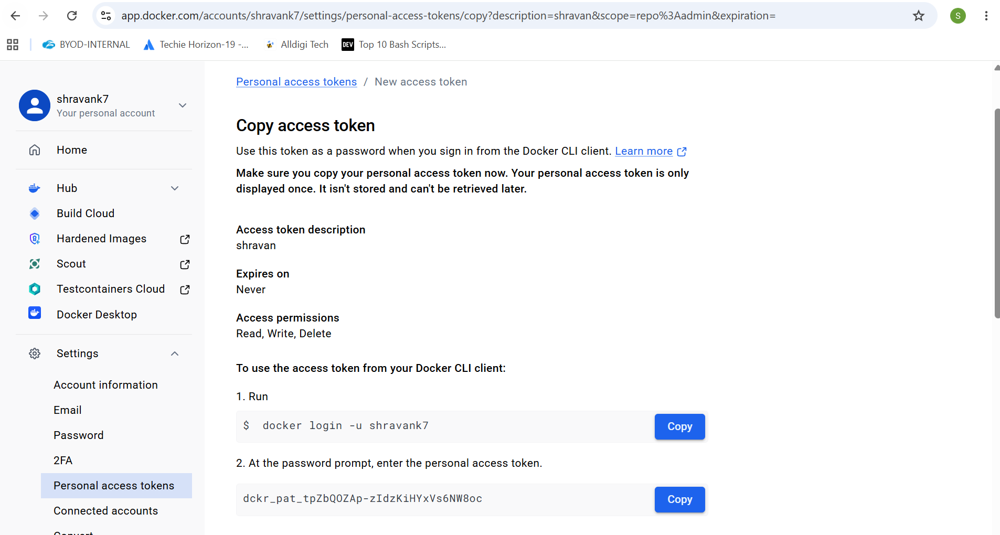 app.docker.com/accounts/shravank7/settings/personal-access-tokens/copy?description=shravan&scope=repo%3Aadmin&expiration=
S
BYOD-INTERNAL
Techie Horizon-19 -...
Alldigi Tech
DEV
Top 10 Bash Scripts...
shravank7
Your personal account
Home
Hub
Build Cloud
Hardened Images
Scout
Testcontainers Cloud
Docker Desktop
Settings
Account information
Email
Password
2FA
Personal access tokens
Connected accounts
Convert
Personal access tokens / New access token
Copy access token
Use this token as a password when you sign in from the Docker CLI client. Learn more
Make sure you copy your personal access token now. Your personal access token is only
displayed once. It isn't stored and can't be retrieved later.
Access token description
shravan
Expires on
Never
Access permissions
Read, Write, Delete
To use the access token from your Docker CLI client:
1. Run
$ docker login -u shravank7
Copy
2. At the password prompt, enter the personal access token.
dckr_pat_tpZbQOZAp-zIdzKiHYxVs6NW8oc
Copy